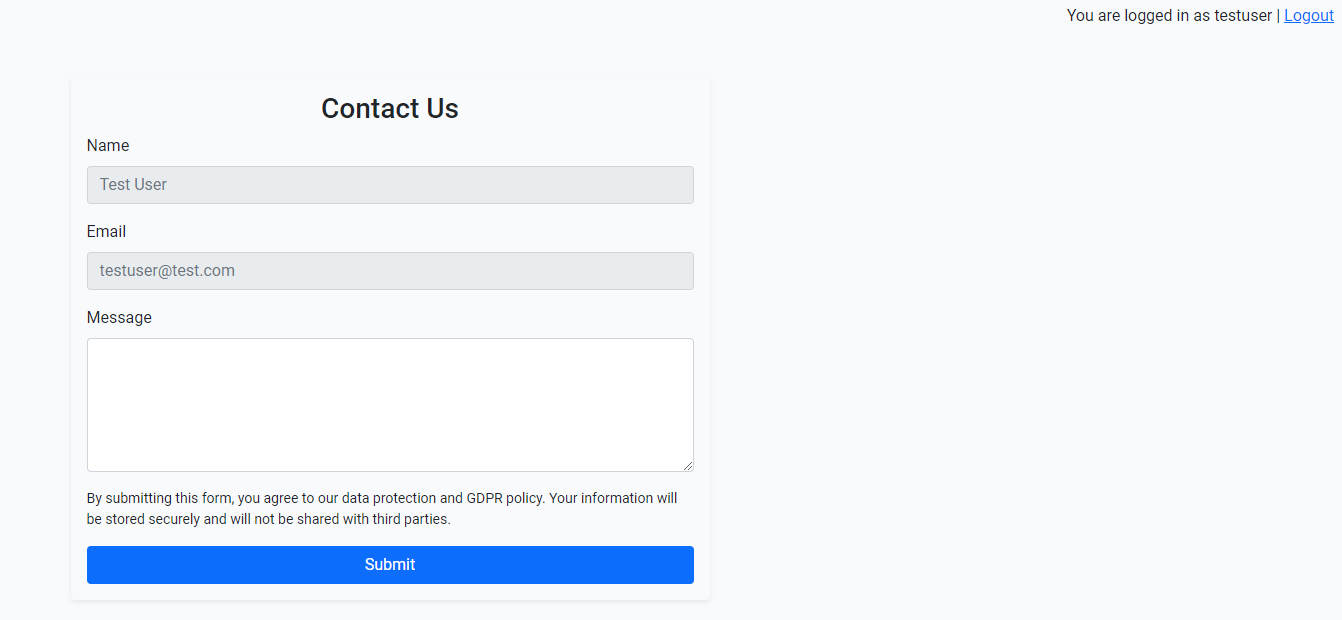 You are logged in as testuser | Logout
Contact Us
Name
Test User
Email
testuser@test.com
Message
By submitting this form, you agree to our data protection and GDPR policy. Your information will
be stored securely and will not be shared with third parties.
Submit